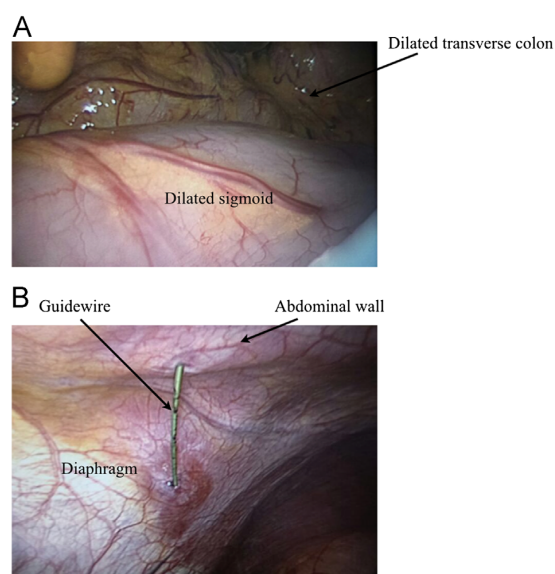 A
Dilated transverse colon
Dilated sigmoid
B
Guidewire
Abdominal wall
Diaphragm